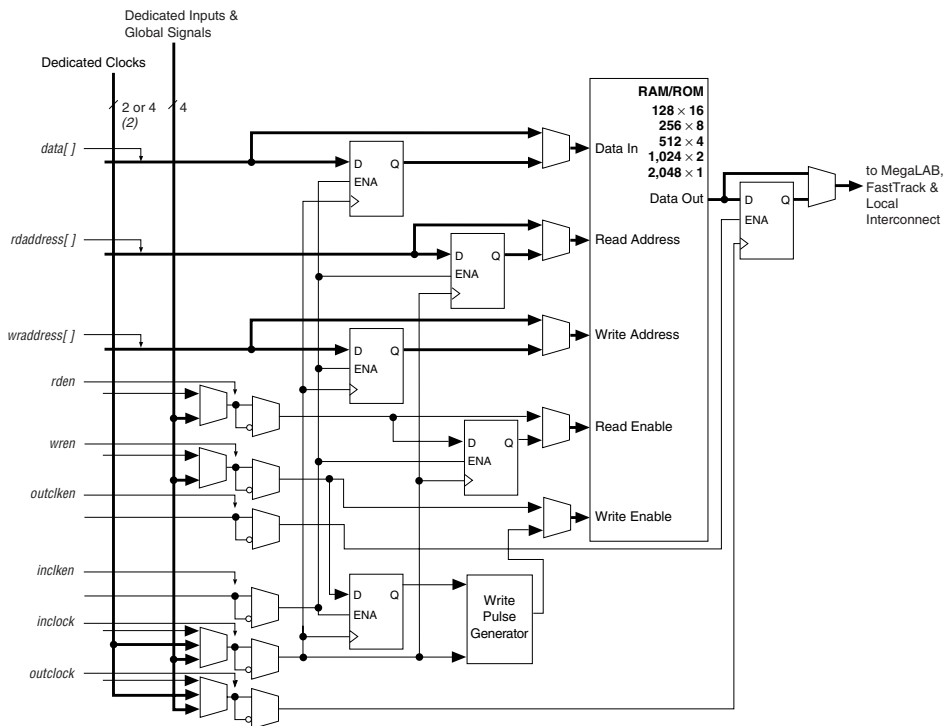 Dedicated Inputs &
Global Signals
Dedicated Clocks
2 or 4
(2)
4
RAM/ROM
128 × 16
256 × 8
512 × 4
1,024 × 2
2,048 × 1
data[ ]
D
Q
ENA
Data In
Data Out
D
Q
ENA
to MegaLAB,
FastTrack &
Local
Interconnect
rdaddress[ ]
D
Q
ENA
Read Address
wraddress[ ]
D
Q
ENA
Write Address
rden
D
Q
ENA
Read Enable
wren
outclken
Write Enable
inclken
D
Q
ENA
Write
Pulse
Generator
inclock
outclock